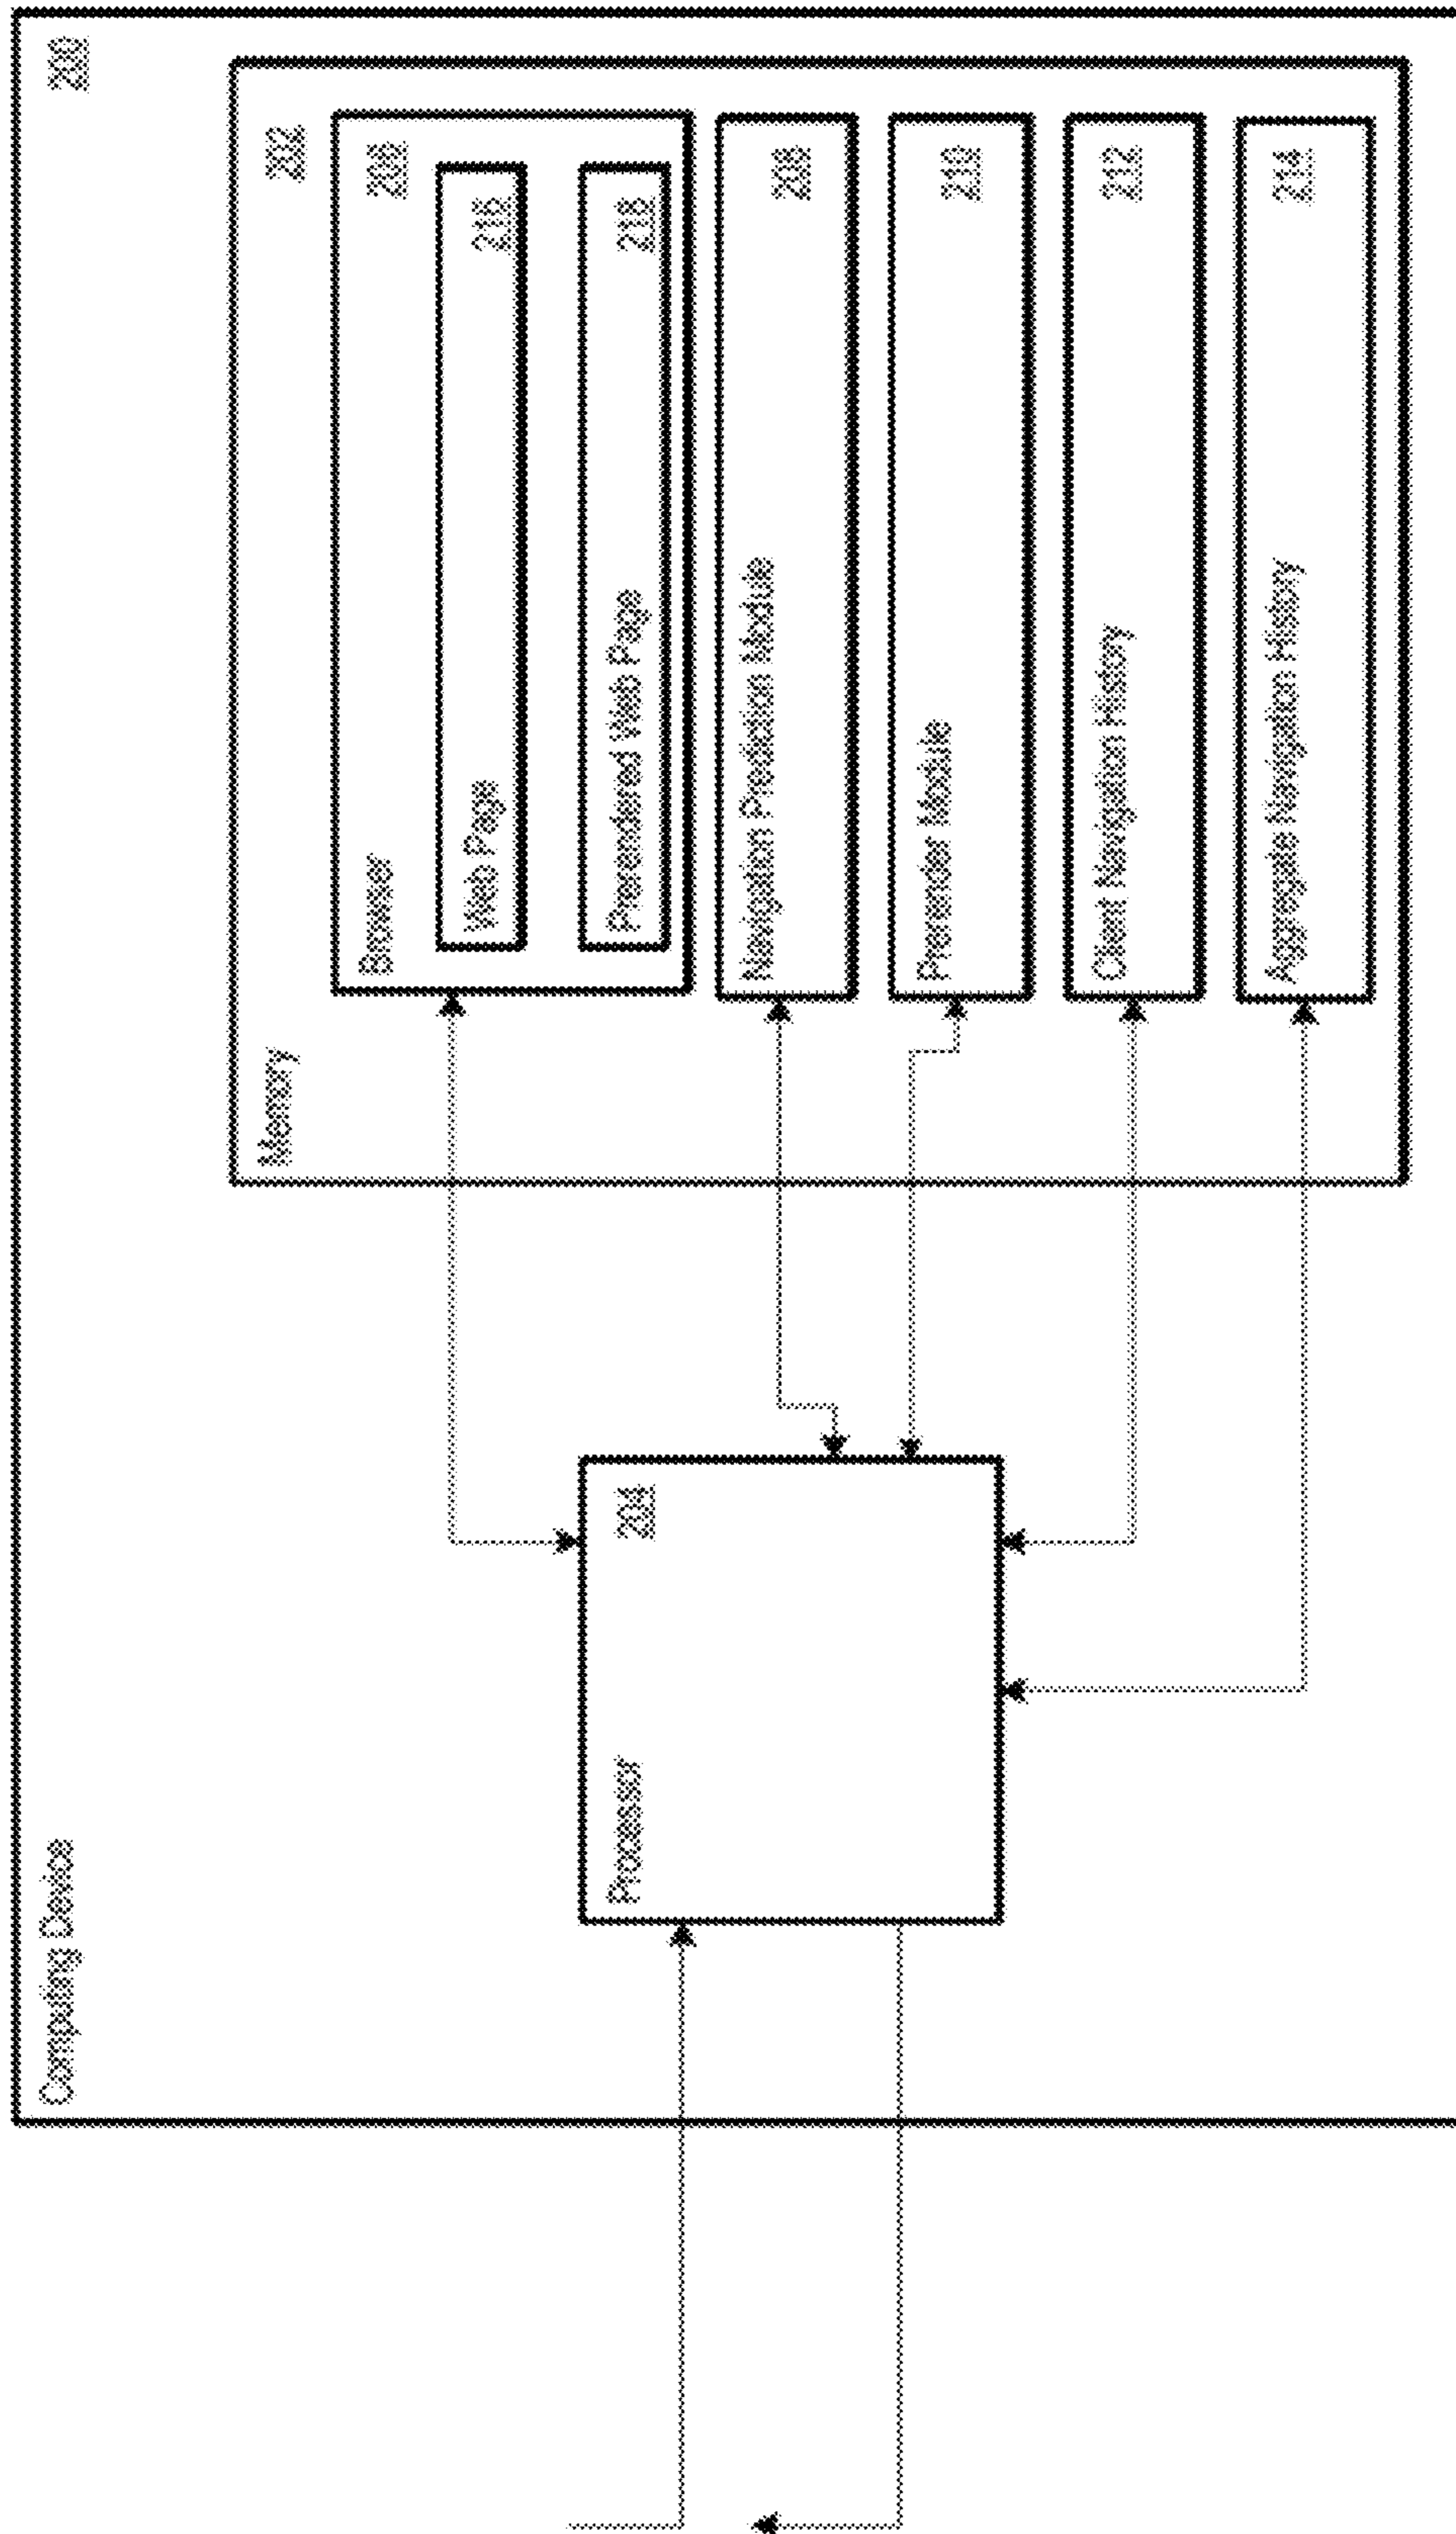 Computing Device 200
Memory 202
Browser 206
Web Page 216
Prerendered Web Page 218
Navigation Prediction Module 208
Prerender Module 210
Client Navigation History 212
Aggregate Navigation History 214
Processor 204